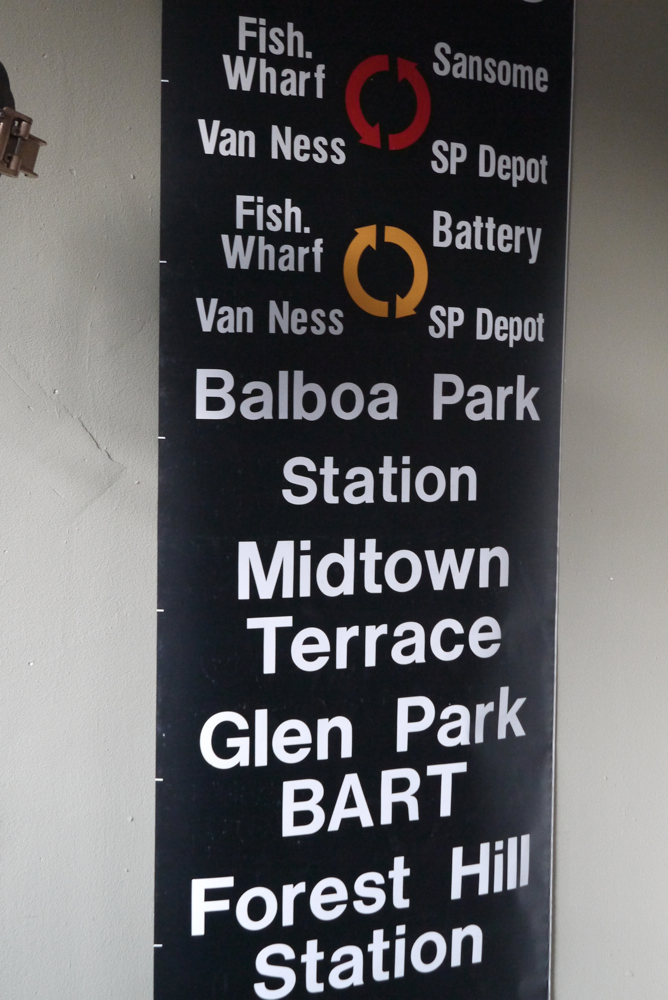 Fish.
Wharf
Sansome
Van Ness
SP Depot
Fish.
Wharf
Battery
Van Ness
SP Depot
Balboa Park
Station
Midtown
Terrace
Glen Park
BART
Forest Hill
Station